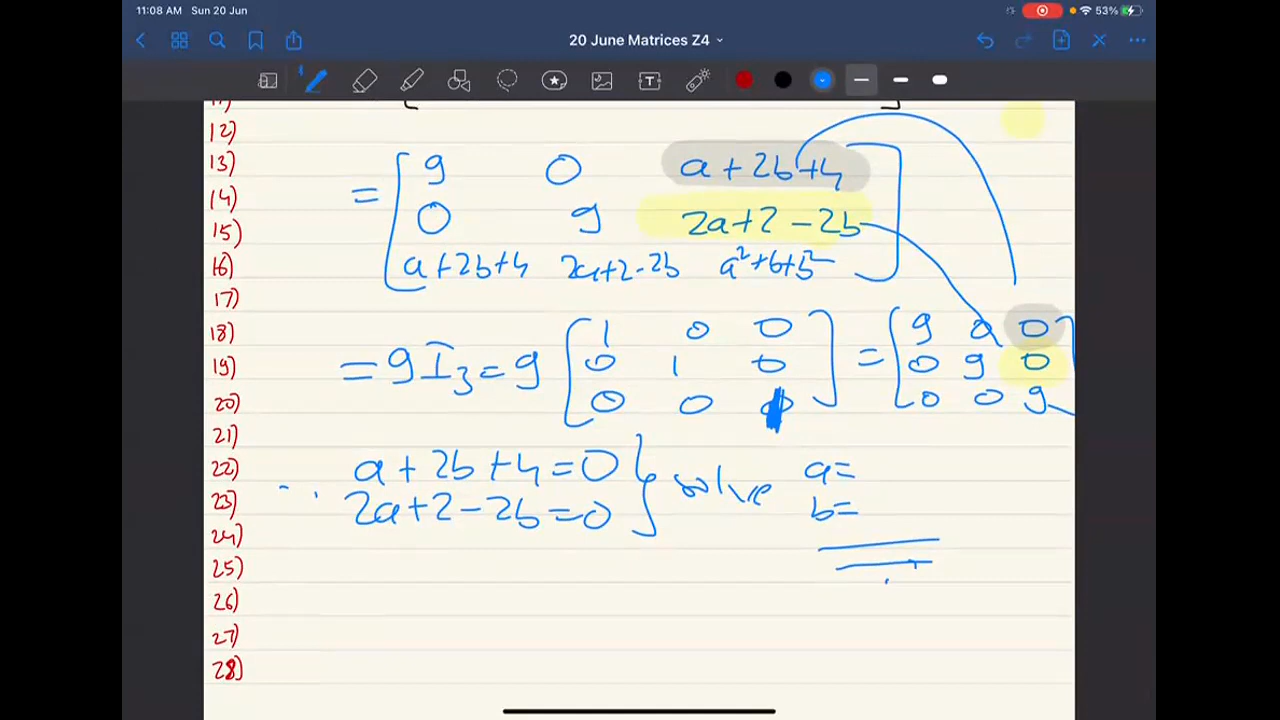 11:08 AM Sun 20 Jun 53%
20 June Matrices Z4
11)
12)
13) 9 0 a+2b+4
14) =
15) 0 9 2a+2-2b
16) a+2b+4 2a+2-2b a²+4+b²
17)
18) 1 0 0 9 0 0
19) = 9I₃ = 9 0 1 0 = 0 9 0
20) 0 0 0 0 9
21)
22) a+2b+4=0 } solve a=
23) ∴ 2a+2-2b=0 b=
24)
25)
26)
27)
28)